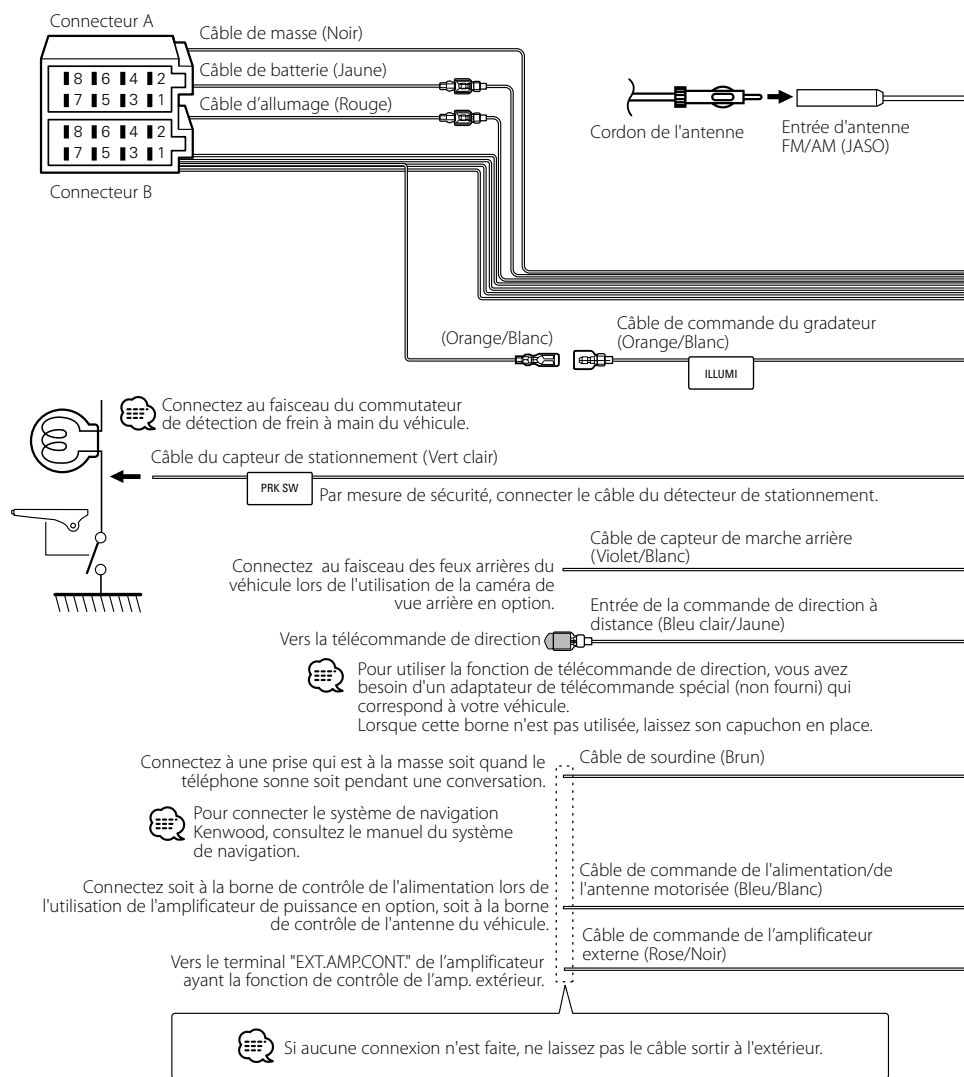 Connecteur A
Câble de masse (Noir)
Câble de batterie (Jaune)
Câble d'allumage (Rouge)
8 6 4 2
7 5 3 1
8 6 4 2
7 5 3 1
Connecteur B
Cordon de l'antenne
Entrée d'antenne
FM/AM (JASO)
(Orange/Blanc)
Câble de commande du gradateur
(Orange/Blanc)
ILLUMI
Connectez au faisceau du commutateur
de détection de frein à main du véhicule.
Câble du capteur de stationnement (Vert clair)
PRK SW
Par mesure de sécurité, connecter le câble du détecteur de stationnement.
Câble de capteur de marche arrière
(Violet/Blanc)
Connectez au faisceau des feux arrières du
véhicule lors de l'utilisation de la caméra de
vue arrière en option.
Entrée de la commande de direction à
distance (Bleu clair/Jaune)
Vers la télécommande de direction
Pour utiliser la fonction de télécommande de direction, vous avez
besoin d'un adaptateur de télécommande spécial (non fourni) qui
correspond à votre véhicule.
Lorsque cette borne n'est pas utilisée, laissez son capuchon en place.
Connectez à une prise qui est à la masse soit quand le
téléphone sonne soit pendant une conversation.
Câble de sourdine (Brun)
Pour connecter le système de navigation
Kenwood, consultez le manuel du système
de navigation.
Câble de commande de l'alimentation/de
l'antenne motorisée (Bleu/Blanc)
Connectez soit à la borne de contrôle de l'alimentation lors de
l'utilisation de l'amplificateur de puissance en option, soit à la borne
de contrôle de l'antenne du véhicule.
Câble de commande de l'amplificateur
externe (Rose/Noir)
Vers le terminal "EXT.AMP.CONT." de l'amplificateur
ayant la fonction de contrôle de l'amp. extérieur.
Si aucune connexion n'est faite, ne laissez pas le câble sortir à l'extérieur.